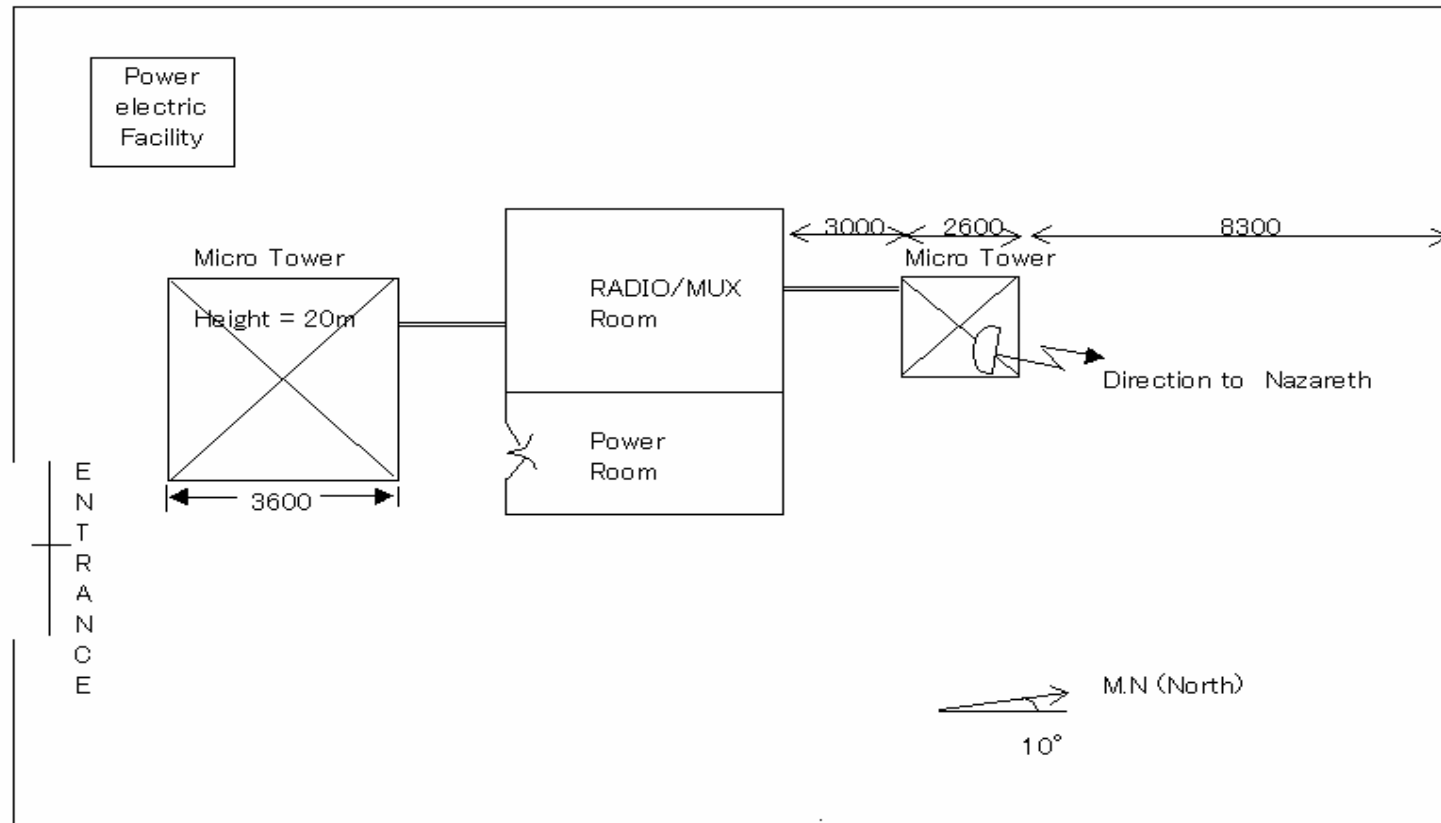 Power
electric
Facility
3000
2600
8300
Micro Tower
Micro Tower
Height = 20m
RADIO/MUX
Room
Direction to Nazareth
Power
Room
3600
E
N
T
R
A
N
C
E
M.N (North)
10°